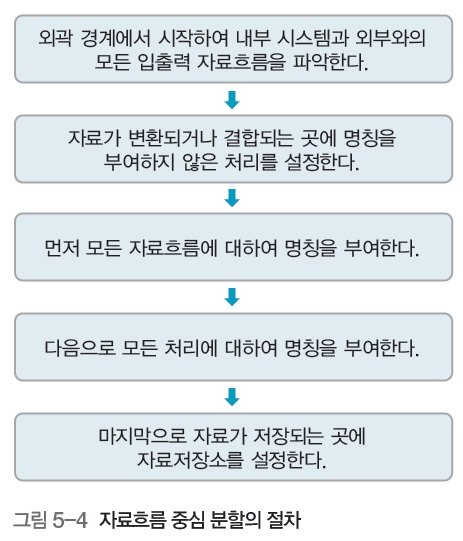 외곽 경계에서 시작하여 내부 시스템과 외부와의
모든 입출력 자료흐름을 파악한다.
자료가 변환되거나 결합되는 곳에 명칭을
부여하지 않은 처리를 설정한다.
먼저 모든 자료흐름에 대하여 명칭을 부여한다.
다음으로 모든 처리에 대하여 명칭을 부여한다.
마지막으로 자료가 저장되는 곳에
자료저장소를 설정한다.
그림 5-4 자료흐름 중심 분할의 절차